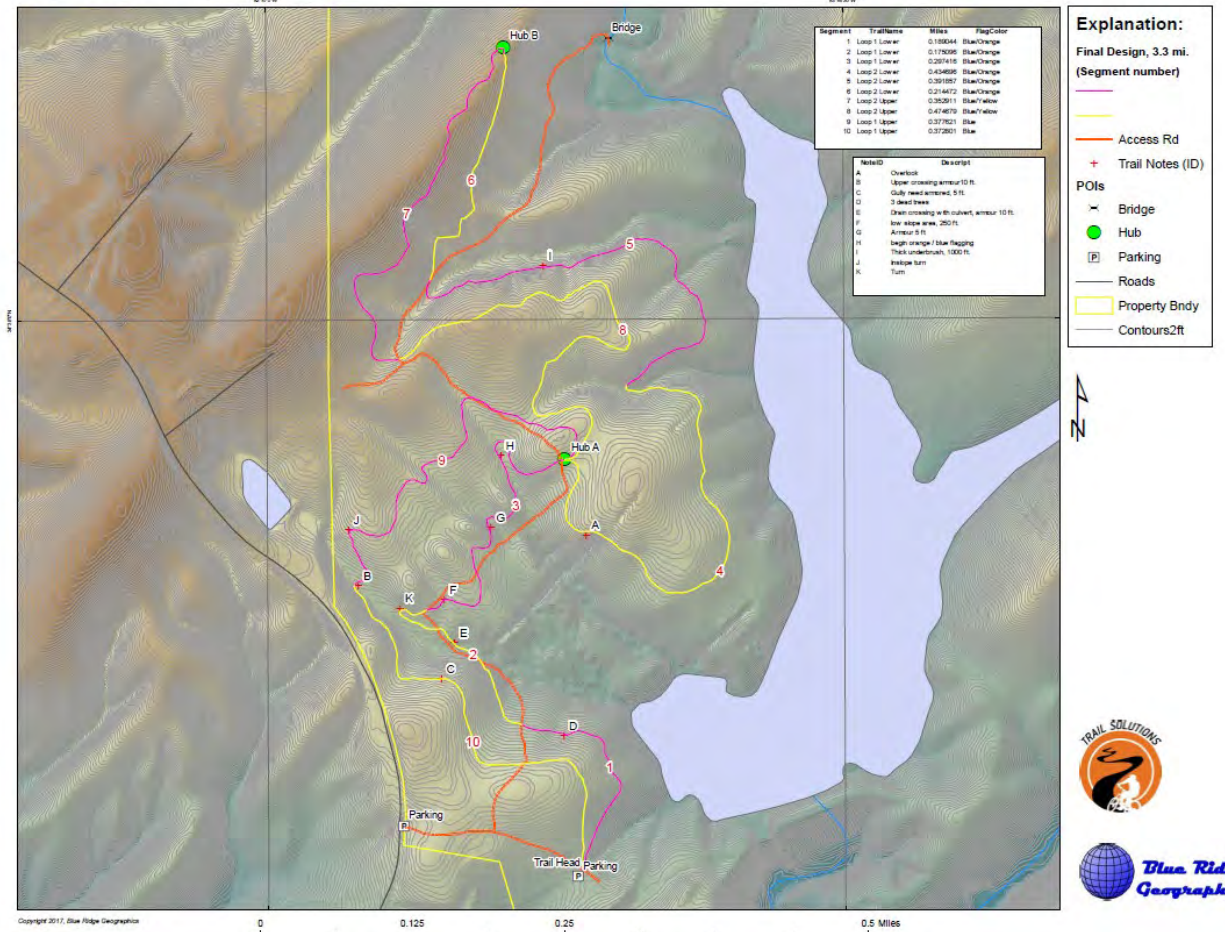 Hub B
Bridge
Segment TrailName Miles FlagColor
1 Loop 1 Lower 0.189044 Blue/Orange
2 Loop 1 Lower 0.175096 Blue/Orange
3 Loop 1 Lower 0.297416 Blue/Orange
4 Loop 2 Lower 0.434696 Blue/Orange
5 Loop 2 Lower 0.391857 Blue/Orange
6 Loop 2 Lower 0.214472 Blue/Orange
7 Loop 2 Upper 0.352911 Blue/Yellow
8 Loop 2 Upper 0.474679 Blue/Yellow
9 Loop 1 Upper 0.377621 Blue
10 Loop 1 Upper 0.372801 Blue
NoteID Descript
A Overlook
B Upper crossing armour10 ft.
C Gully need armored, 5 ft.
D 3 dead trees
E Drain crossing with culvert, armour 10 ft.
F low slope area, 250 ft.
G Armour 5 ft
H begin orange / blue flagging
I Thick underbrush, 1000 ft.
J Inslope turn
K Turn
Explanation:
Final Design, 3.3 mi.
(Segment number)
Access Rd
Trail Notes (ID)
POIs
Bridge
Hub
P Parking
Roads
Property Bndy
Contours2ft
N
6
7
I
5
8
Hub A
H
9
3
G
A
J
4
B
K
F
E
2
C
D
10
1
Parking
P
Trail Head
Parking
P
TRAIL SOLUTIONS
Blue Rid
Geograph
Copyright 2017, Blue Ridge Geographics
0 0.125 0.25 0.5 Miles